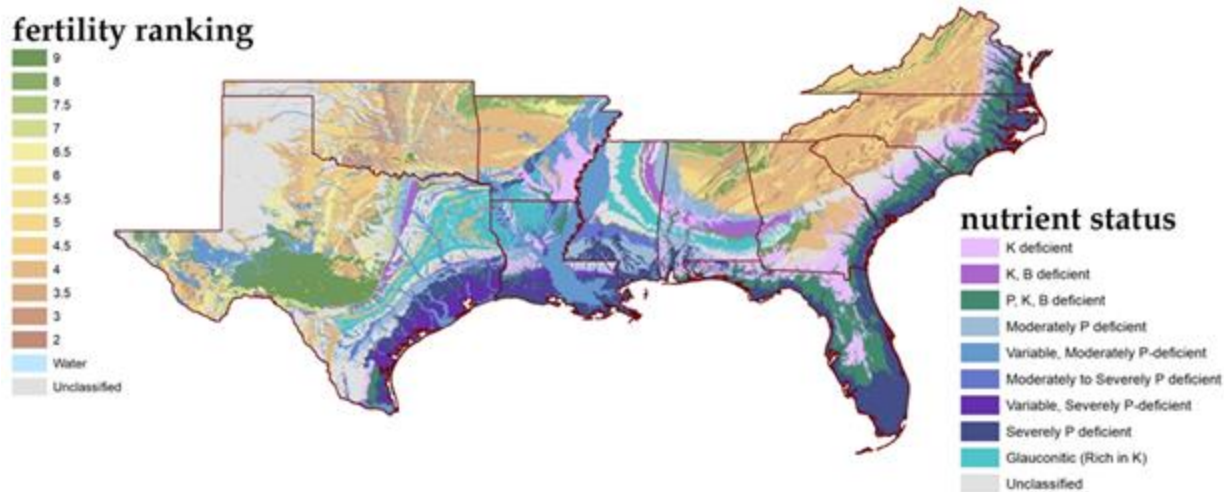 fertility ranking
9
8
7.5
7
6.5
6
5.5
5
4.5
4
3.5
3
2
Water
Unclassified
nutrient status
K deficient
K, B deficient
P, K, B deficient
Moderately P deficient
Variable, Moderately P-deficient
Moderately to Severely P deficient
Variable, Severely P-deficient
Severely P deficient
Glauconitic (Rich in K)
Unclassified